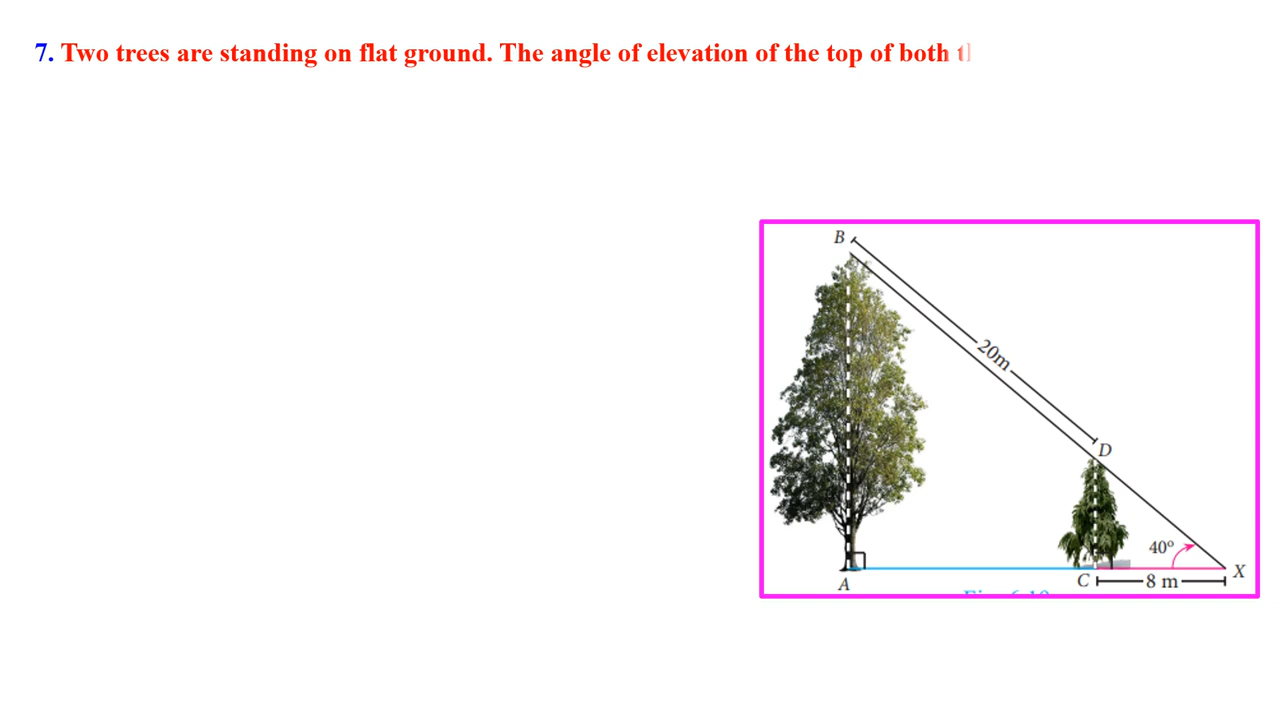 7. Two trees are standing on flat ground. The angle of elevation of the top of both
B
20m
D
40°
X
C
8 m
A